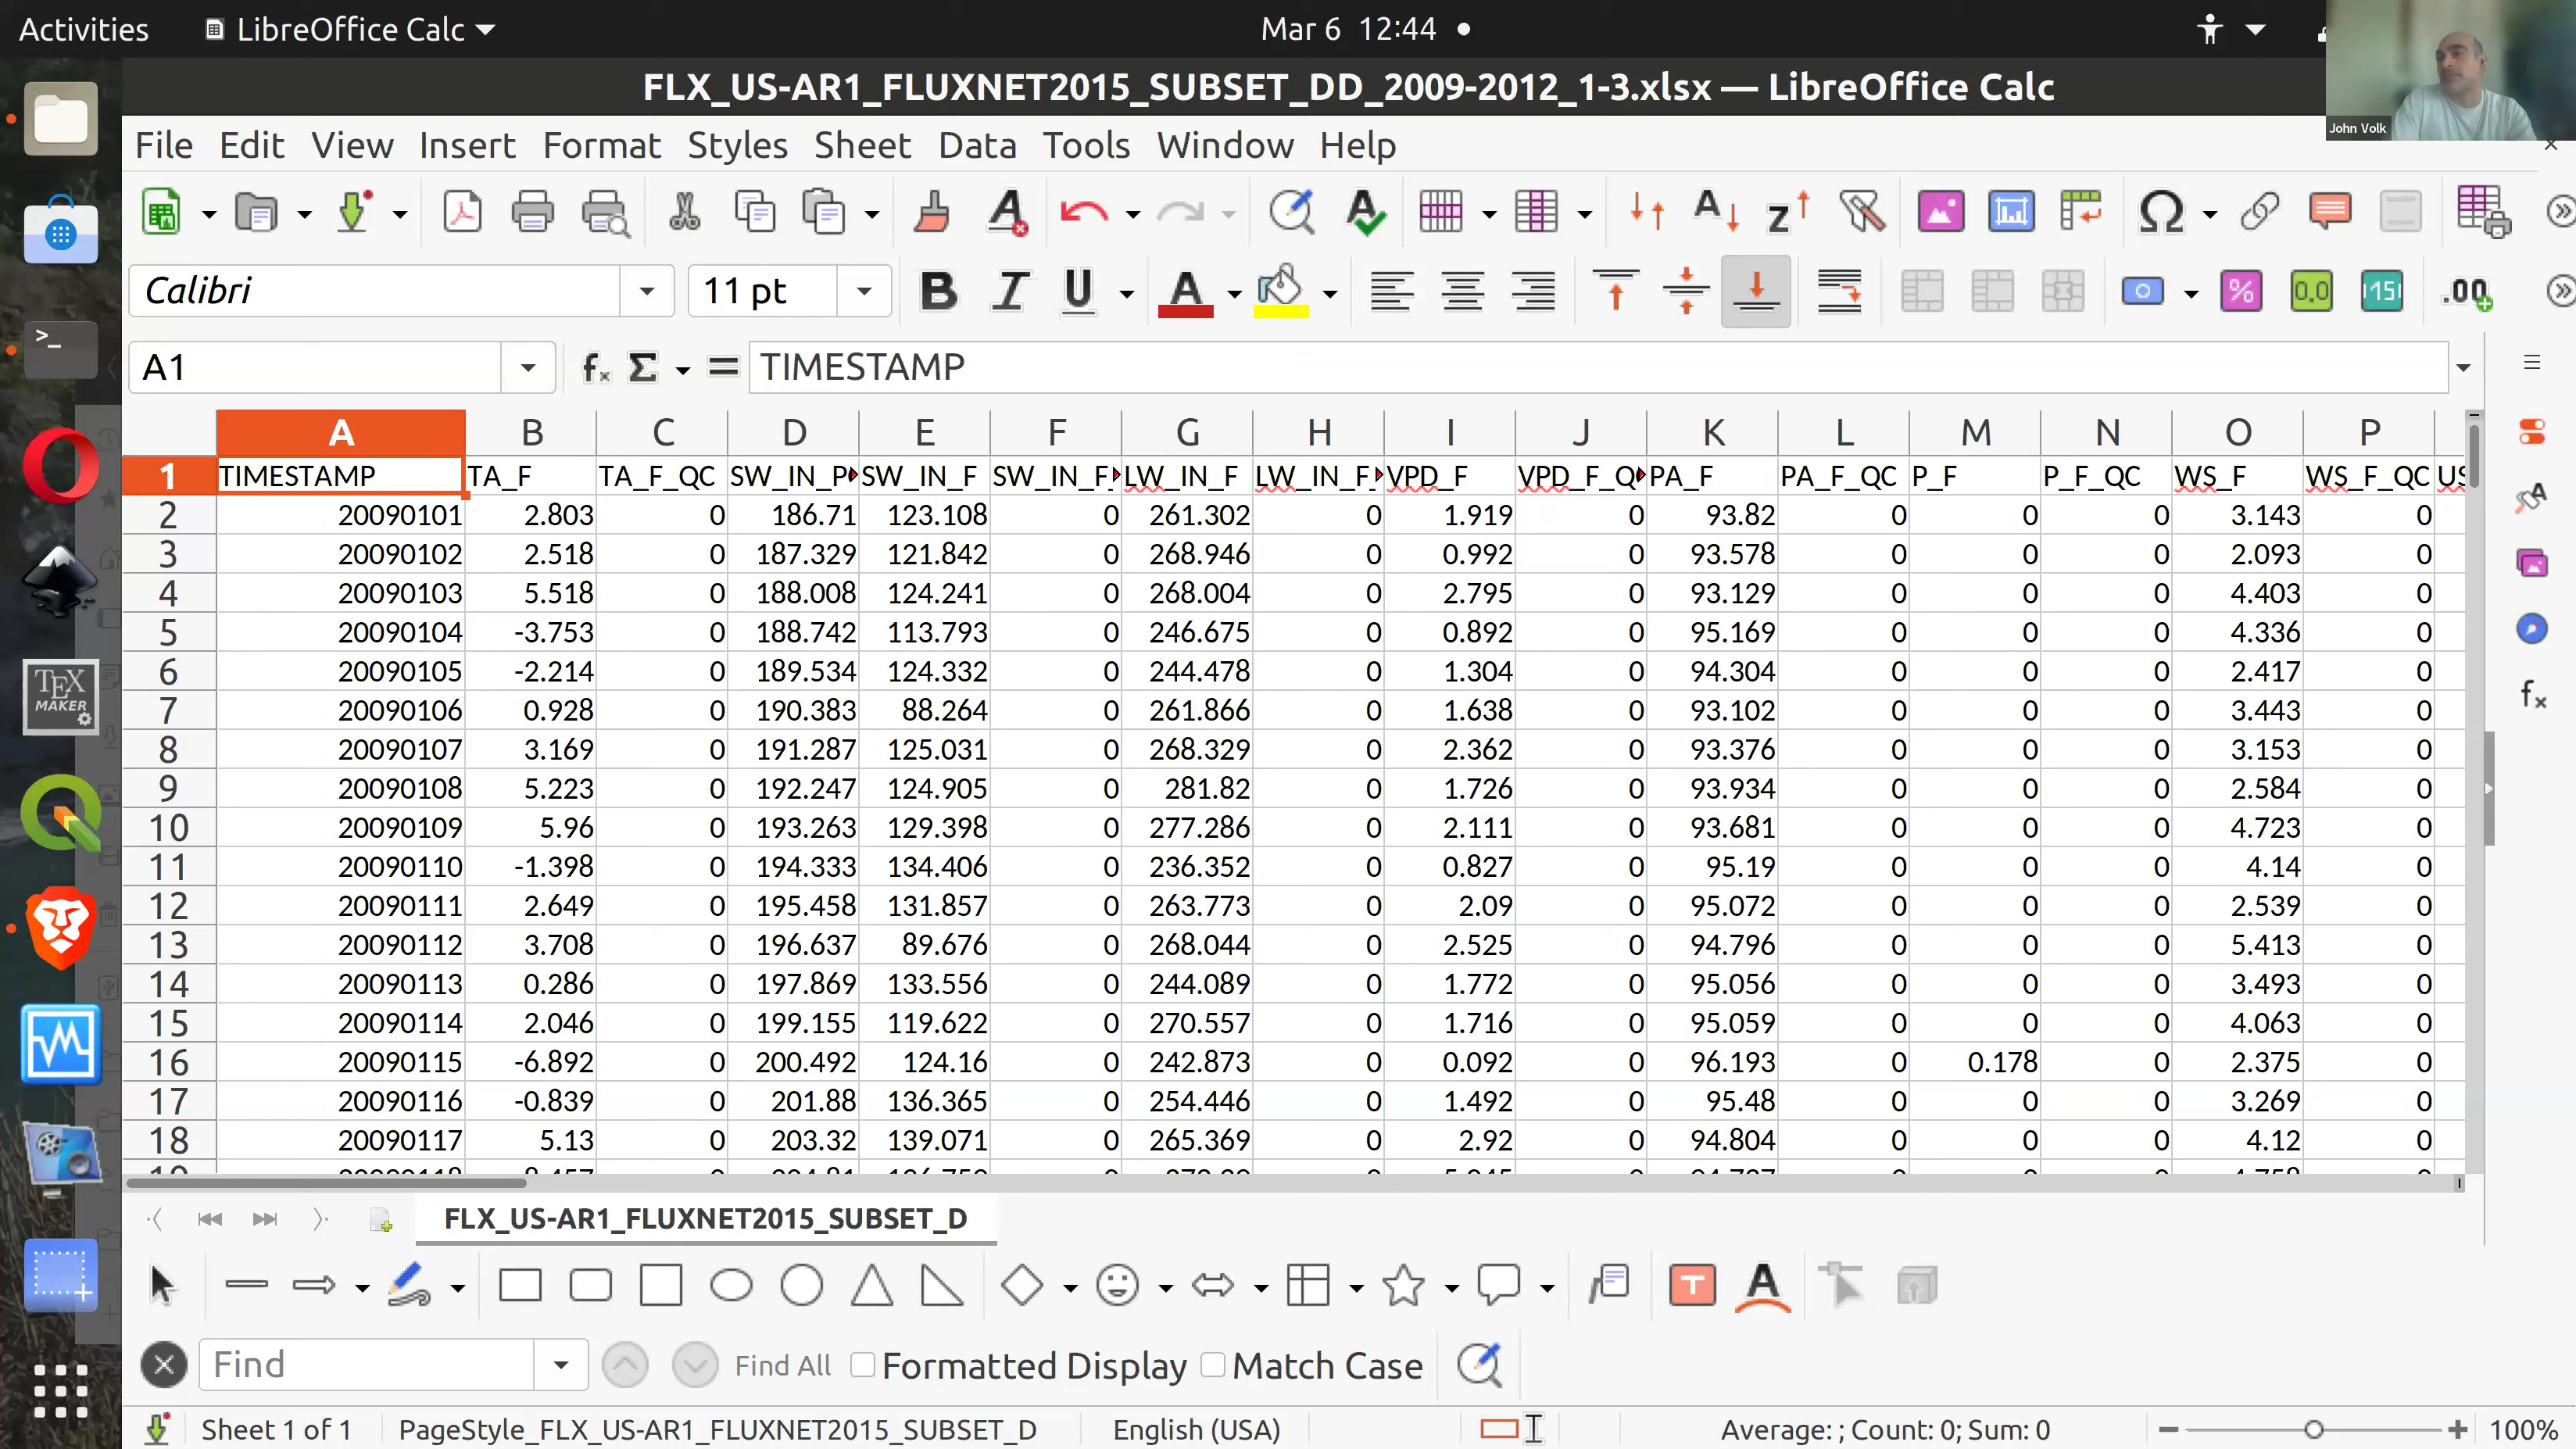 Activities LibreOffice Calc Mar 6 12:44
FLX_US-AR1_FLUXNET2015_SUBSET_DD_2009-2012_1-3.xlsx — LibreOffice Calc
John Volk
File Edit View Insert Format Styles Sheet Data Tools Window Help
Calibri 11 pt
A1 TIMESTAMP
A B C D E F G H I J K L M N O P
1 TIMESTAMP TA_F TA_F_QC SW_IN_P SW_IN_F SW_IN_F_ LW_IN_F LW_IN_F_ VPD_F VPD_F_Q PA_F PA_F_QC P_F P_F_QC WS_F WS_F_QC US
2 20090101 2.803 0 186.71 123.108 0 261.302 0 1.919 0 93.82 0 0 0 3.143 0
3 20090102 2.518 0 187.329 121.842 0 268.946 0 0.992 0 93.578 0 0 0 2.093 0
4 20090103 5.518 0 188.008 124.241 0 268.004 0 2.795 0 93.129 0 0 0 4.403 0
5 20090104 -3.753 0 188.742 113.793 0 246.675 0 0.892 0 95.169 0 0 0 4.336 0
6 20090105 -2.214 0 189.534 124.332 0 244.478 0 1.304 0 94.304 0 0 0 2.417 0
7 20090106 0.928 0 190.383 88.264 0 261.866 0 1.638 0 93.102 0 0 0 3.443 0
8 20090107 3.169 0 191.287 125.031 0 268.329 0 2.362 0 93.376 0 0 0 3.153 0
9 20090108 5.223 0 192.247 124.905 0 281.82 0 1.726 0 93.934 0 0 0 2.584 0
10 20090109 5.96 0 193.263 129.398 0 277.286 0 2.111 0 93.681 0 0 0 4.723 0
11 20090110 -1.398 0 194.333 134.406 0 236.352 0 0.827 0 95.19 0 0 0 4.14 0
12 20090111 2.649 0 195.458 131.857 0 263.773 0 2.09 0 95.072 0 0 0 2.539 0
13 20090112 3.708 0 196.637 89.676 0 268.044 0 2.525 0 94.796 0 0 0 5.413 0
14 20090113 0.286 0 197.869 133.556 0 244.089 0 1.772 0 95.056 0 0 0 3.493 0
15 20090114 2.046 0 199.155 119.622 0 270.557 0 1.716 0 95.059 0 0 0 4.063 0
16 20090115 -6.892 0 200.492 124.16 0 242.873 0 0.092 0 96.193 0 0.178 0 2.375 0
17 20090116 -0.839 0 201.88 136.365 0 254.446 0 1.492 0 95.48 0 0 0 3.269 0
18 20090117 5.13 0 203.32 139.071 0 265.369 0 2.92 0 94.804 0 0 0 4.12 0
FLX_US-AR1_FLUXNET2015_SUBSET_D
Find Find All Formatted Display Match Case
Sheet 1 of 1 PageStyle_FLX_US-AR1_FLUXNET2015_SUBSET_D English (USA) Average: ; Count: 0; Sum: 0 100%
TEX
MAKER